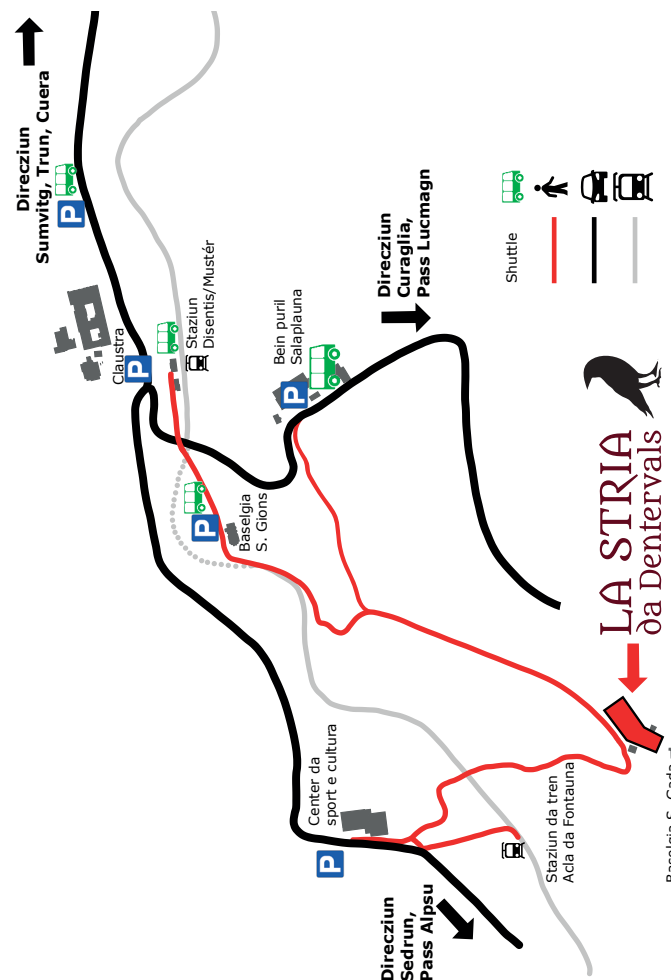 Direcziun
Sumvitg, Trun, Cuera
P
Claustra
P
Staziun
Disentis/Mustér
Direcziun
Curaglia,
Pass Lucmagn
Shuttle
Bein puril
Salaplauna
P
P
Baselgia
S. Gions
LA STRIA
da Dentervals
Center da
sport e cultura
P
Staziun da tren
Acla da Fontauna
Direcziun
Sedrun,
Pass Alpsu
Baselgia S.